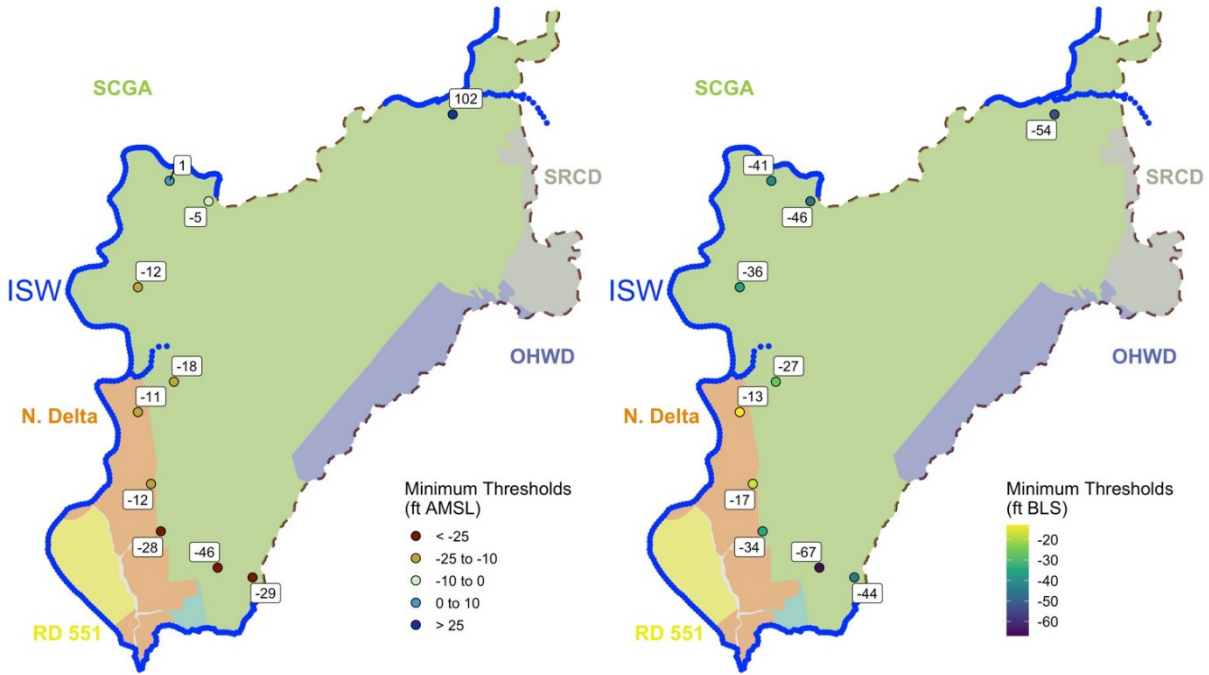 SCGA
102
1
SRCD
-5
-12
ISW
OHWD
-18
-11
N. Delta
-12
-28
-46
-29
RD 551
Minimum Thresholds
(ft AMSL)
< -25
-25 to -10
-10 to 0
0 to 10
> 25
SCGA
-54
-41
SRCD
-46
-36
ISW
OHWD
-27
-13
N. Delta
-17
-34
-67
-44
RD 551
Minimum Thresholds
(ft BLS)
-20
-30
-40
-50
-60